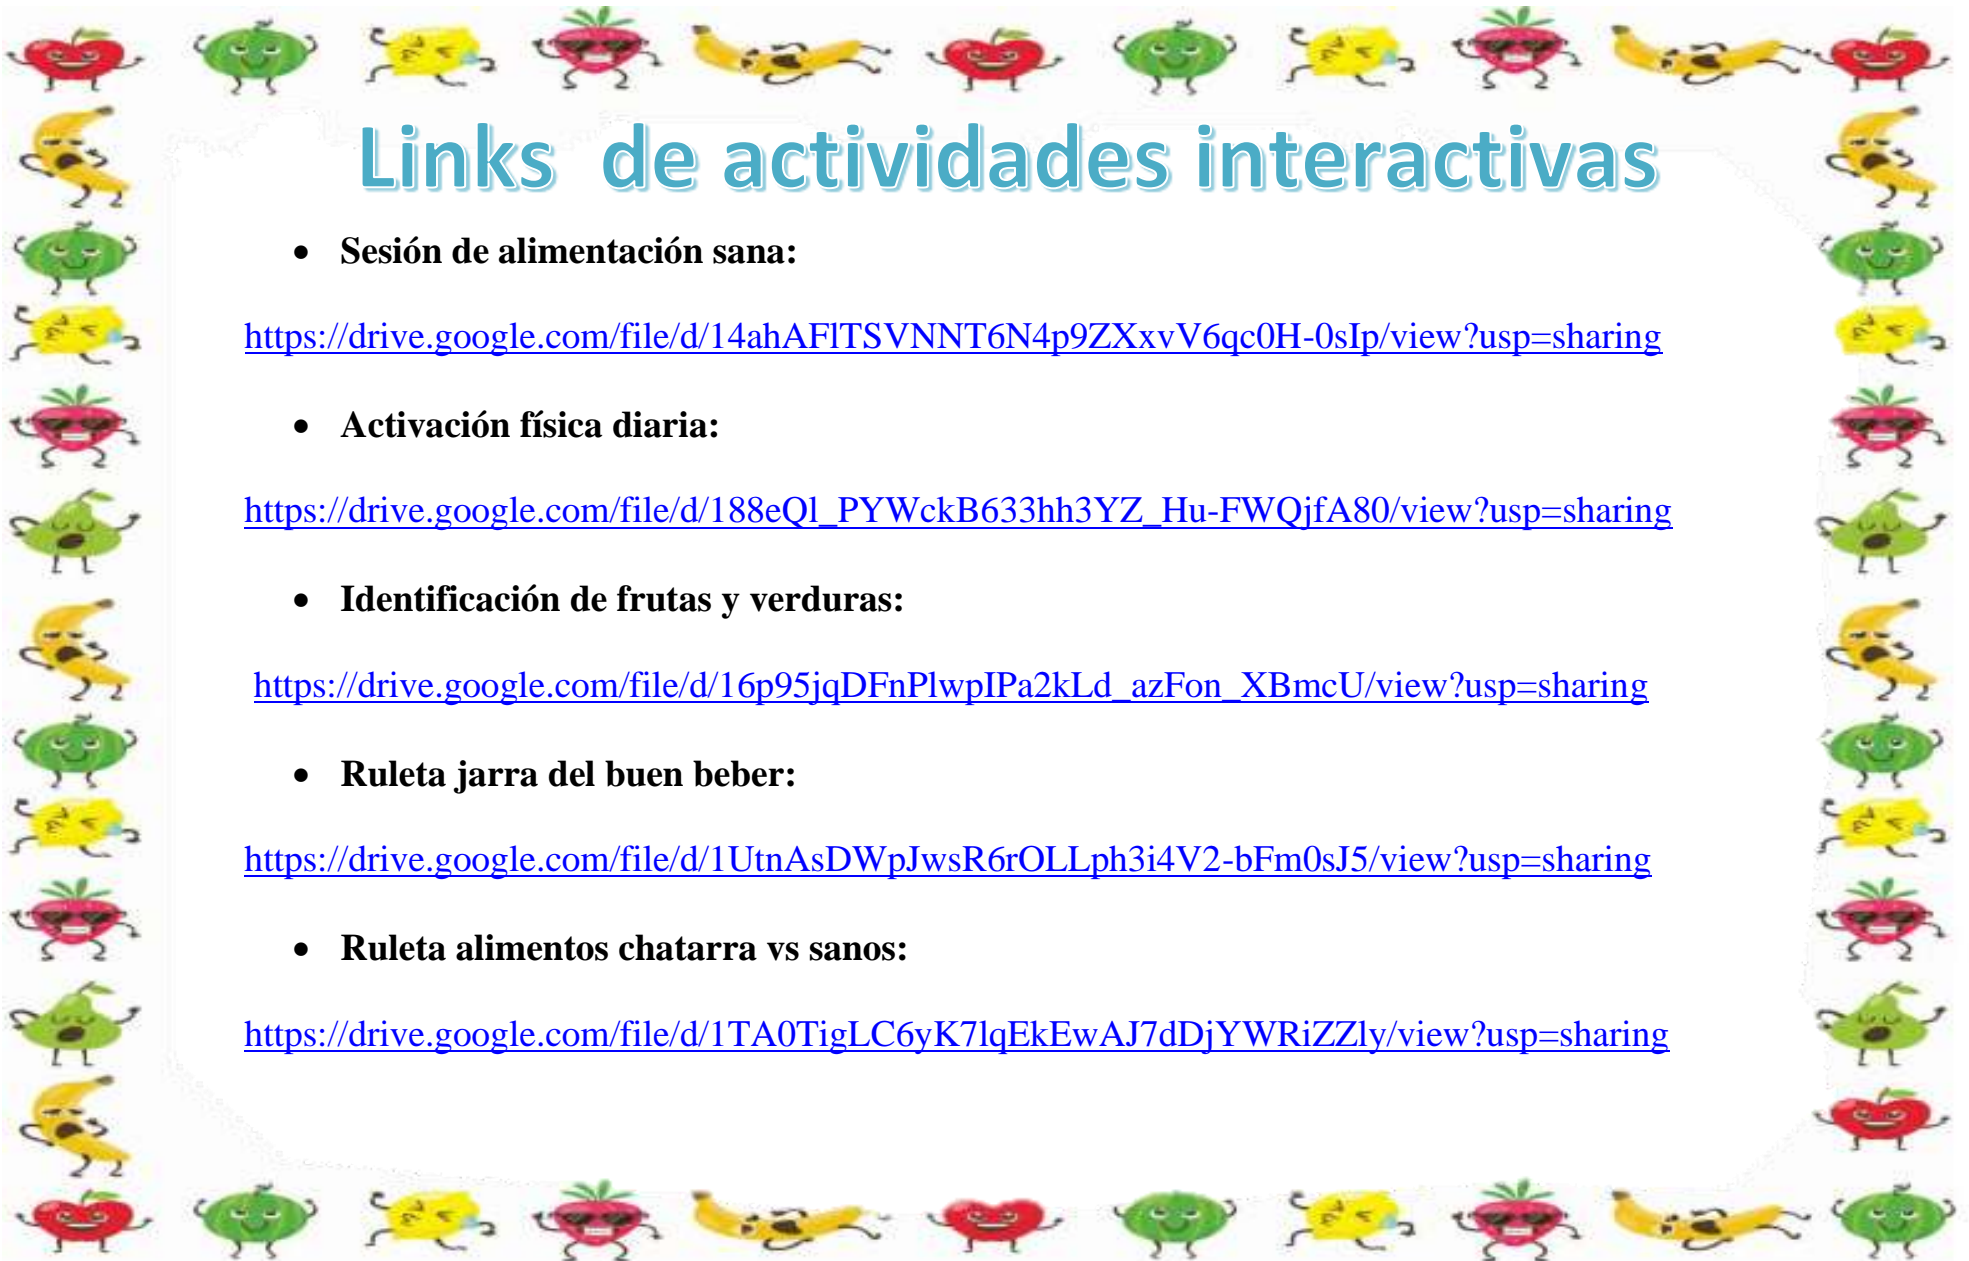 Links de actividades interactivas
• Sesión de alimentación sana:
https://drive.google.com/file/d/14ahAFlTSVNNT6N4p9ZXxvV6qc0H-0sIp/view?usp=sharing
• Activación física diaria:
https://drive.google.com/file/d/188eQl_PYWckB633hh3YZ_Hu-FWQjfA80/view?usp=sharing
• Identificación de frutas y verduras:
https://drive.google.com/file/d/16p95jqDFnPlwpIPa2kLd_azFon_XBmcU/view?usp=sharing
• Ruleta jarra del buen beber:
https://drive.google.com/file/d/1UtnAsDWpJwsR6rOLLph3i4V2-bFm0sJ5/view?usp=sharing
• Ruleta alimentos chatarra vs sanos:
https://drive.google.com/file/d/1TA0TigLC6yK7lqEkEwAJ7dDjYWRiZZly/view?usp=sharing